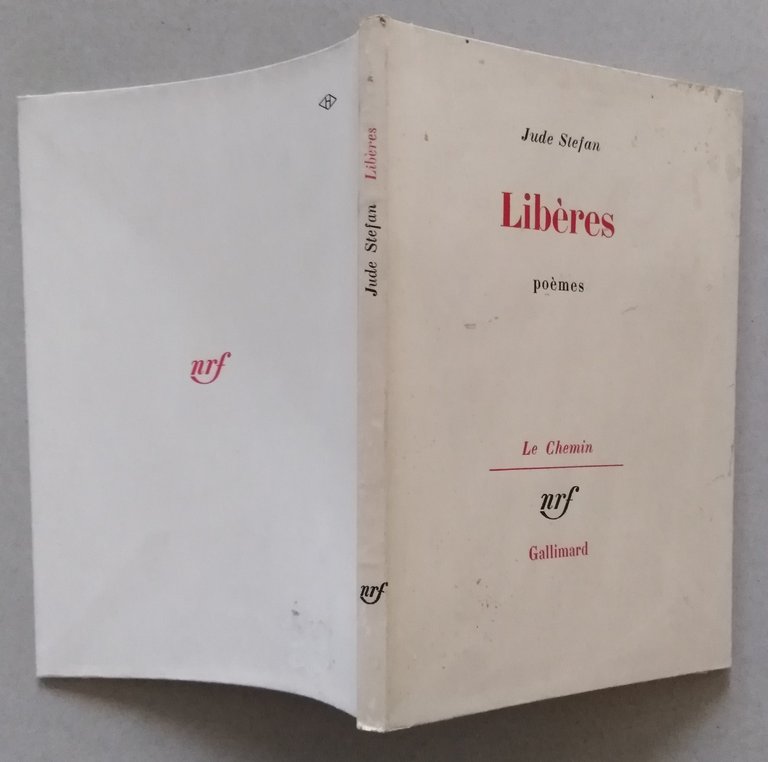 Jude Stefan
Libères
poèmes
Le Chemin
nrf
Gallimard
Jude Stefan Libères
nrf
nrf
H